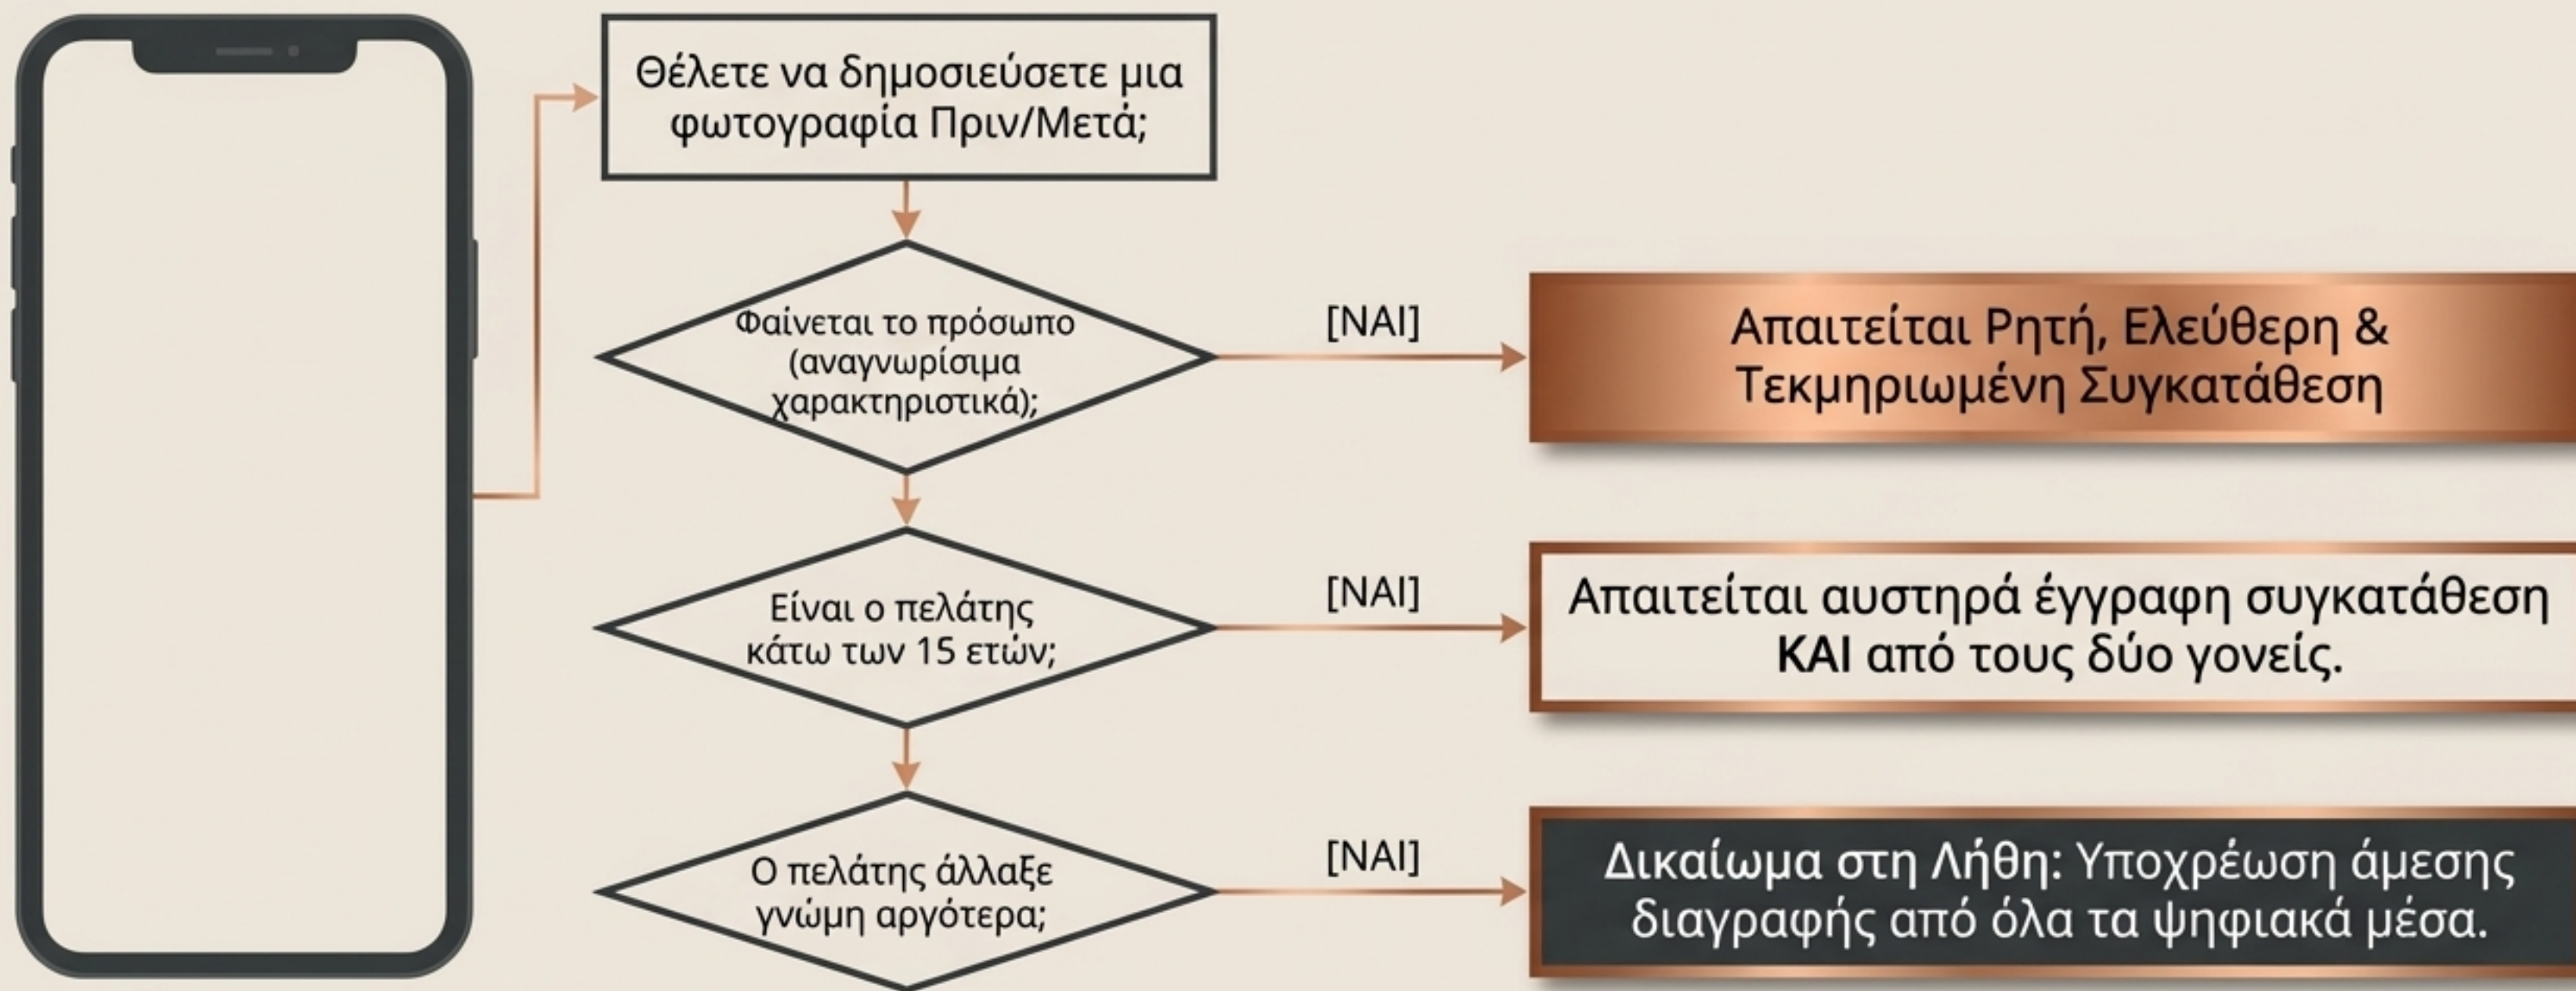 Θέλετε να δημοσιεύσετε μια
φωτογραφία Πριν/Μετά;
Φαίνεται το πρόσωπο
(αναγνωρίσιμα
χαρακτηριστικά);
[ΝΑΙ]
Απαιτείται Ρητή, Ελεύθερη &
Τεκμηριωμένη Συγκατάθεση
Είναι ο πελάτης
κάτω των 15 ετών;
[ΝΑΙ]
Απαιτείται αυστηρά έγγραφη συγκατάθεση
ΚΑΙ από τους δύο γονείς.
Ο πελάτης άλλαξε
γνώμη αργότερα;
[ΝΑΙ]
Δικαίωμα στη Λήθη: Υποχρέωση άμεσης
διαγραφής από όλα τα ψηφιακά μέσα.